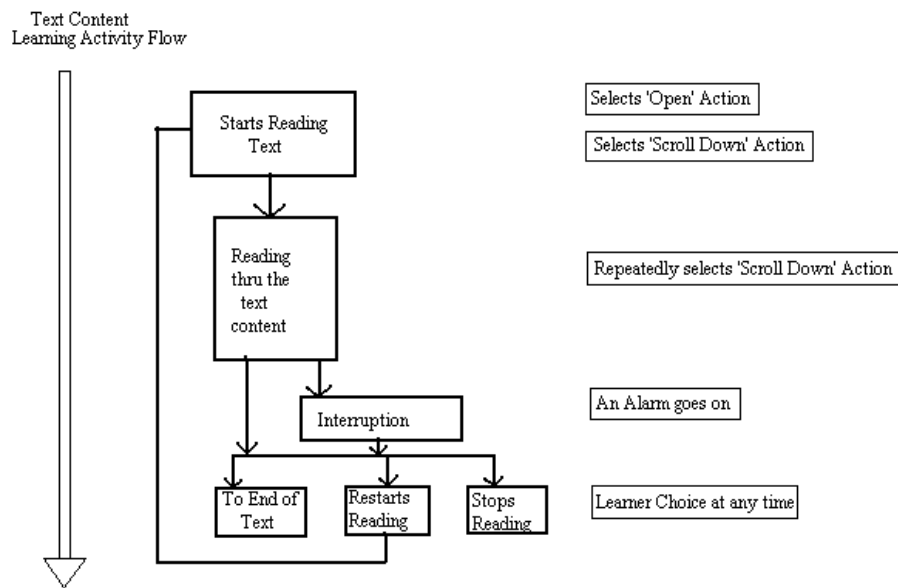 Text Content
Learning Activity Flow
Starts Reading
Text
Selects 'Open' Action
Selects 'Scroll Down' Action
Reading
thru the
text
content
Repeatedly selects 'Scroll Down' Action
Interruption
An Alarm goes on
To End of
Text
Restarts
Reading
Stops
Reading
Learner Choice at any time